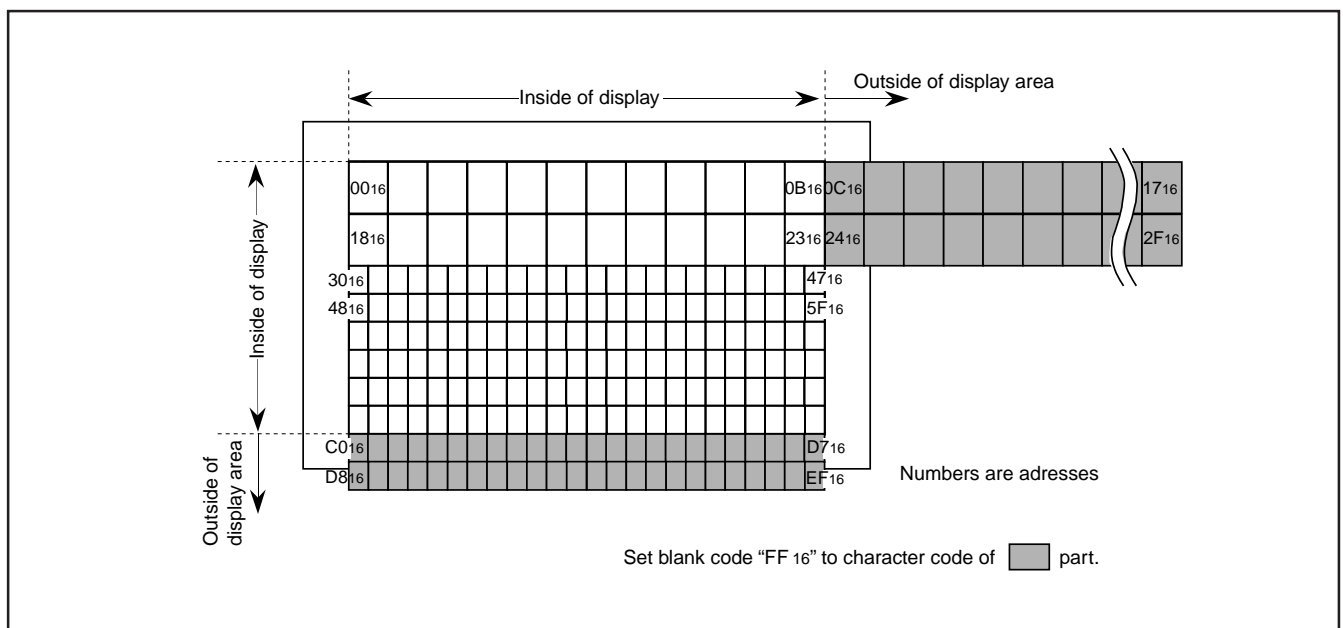 Outside of display area
Inside of display
0016 0B16 0C16 1716
1816 2316 2416 2F16
3016 4716
4816 5F16
Inside of display
C016 D716
D816 EF16
Outside of
display area
Numbers are adresses
Set blank code “FF 16” to character code of part.